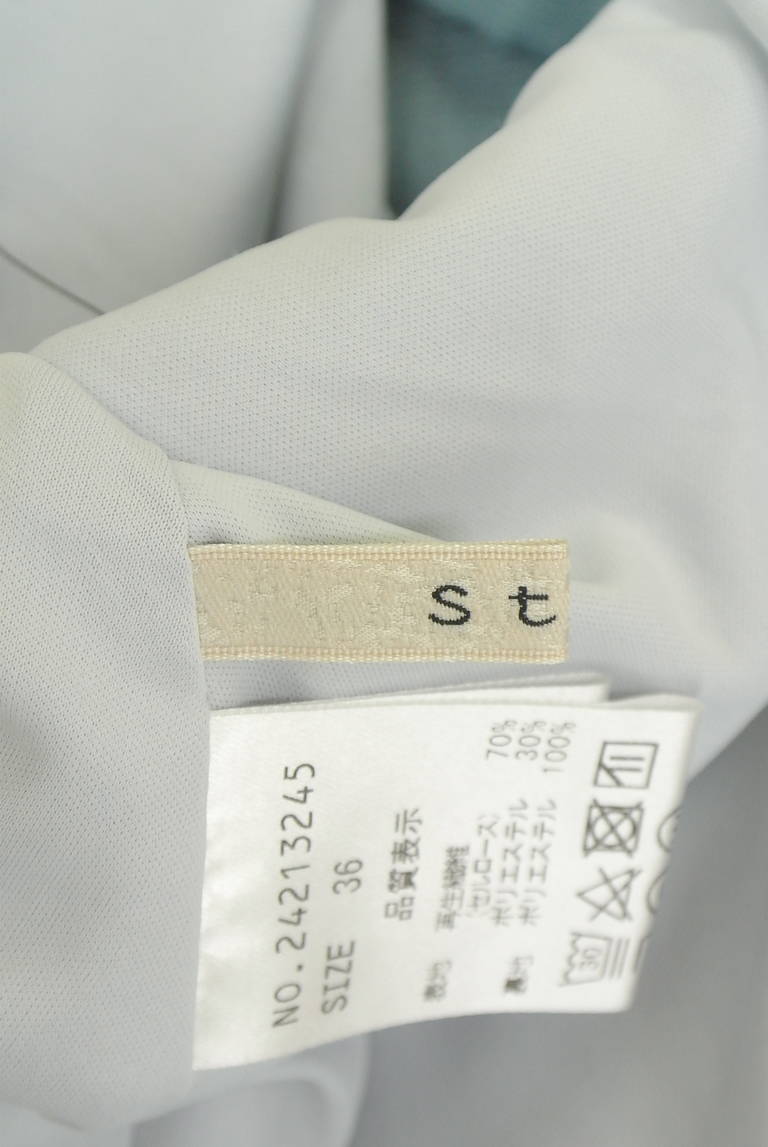 St
NO.24213245
SIZE 36
品質表示
表地 再生繊維 70%
(セルロース)
ポリエステル 30%
裏地 ポリエステル 100%
30